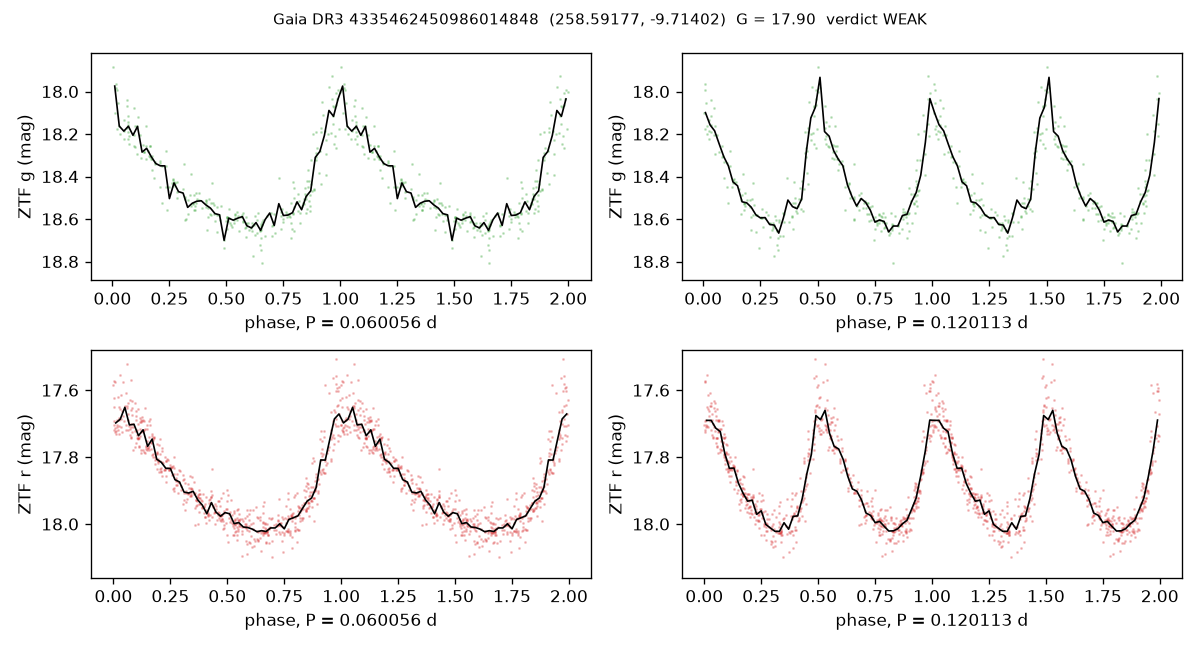 Gaia DR3 4335462450986014848 (258.59177, -9.71402) G = 17.90 verdict WEAK
18.0
18.2
18.4
18.6
18.8
ZTF g (mag)
0.00 0.25 0.50 0.75 1.00 1.25 1.50 1.75 2.00
phase, P = 0.060056 d
18.0
18.2
18.4
18.6
18.8
ZTF g (mag)
0.00 0.25 0.50 0.75 1.00 1.25 1.50 1.75 2.00
phase, P = 0.120113 d
17.6
17.8
18.0
ZTF r (mag)
0.00 0.25 0.50 0.75 1.00 1.25 1.50 1.75 2.00
phase, P = 0.060056 d
17.6
17.8
18.0
ZTF r (mag)
0.00 0.25 0.50 0.75 1.00 1.25 1.50 1.75 2.00
phase, P = 0.120113 d